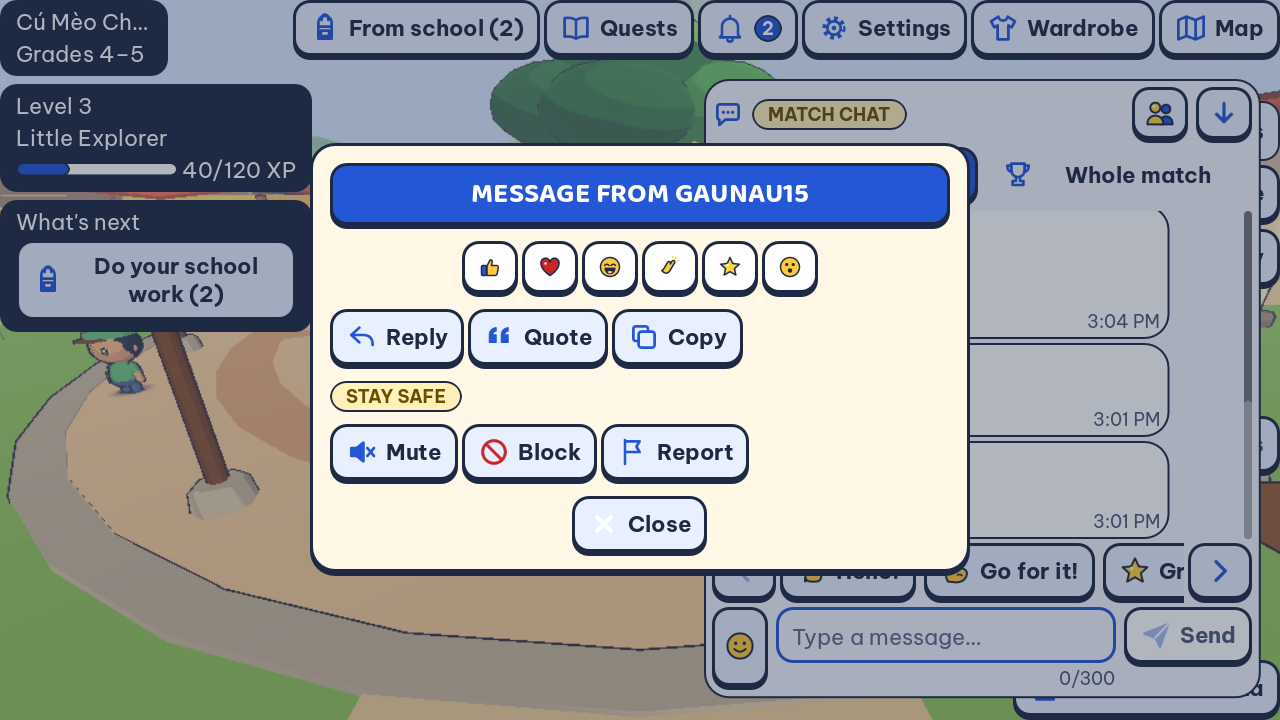 Cú Mèo Ch...
Grades 4–5
From school (2)
Quests
2
Settings
Wardrobe
Map
Level 3
Little Explorer
40/120 XP
What's next
Do your school
work (2)
MATCH CHAT
Whole match
MESSAGE FROM GAUNAU15
Reply
Quote
Copy
STAY SAFE
Mute
Block
Report
Close
3:04 PM
3:01 PM
3:01 PM
Hello!
Go for it!
Gr
Type a message...
Send
0/300